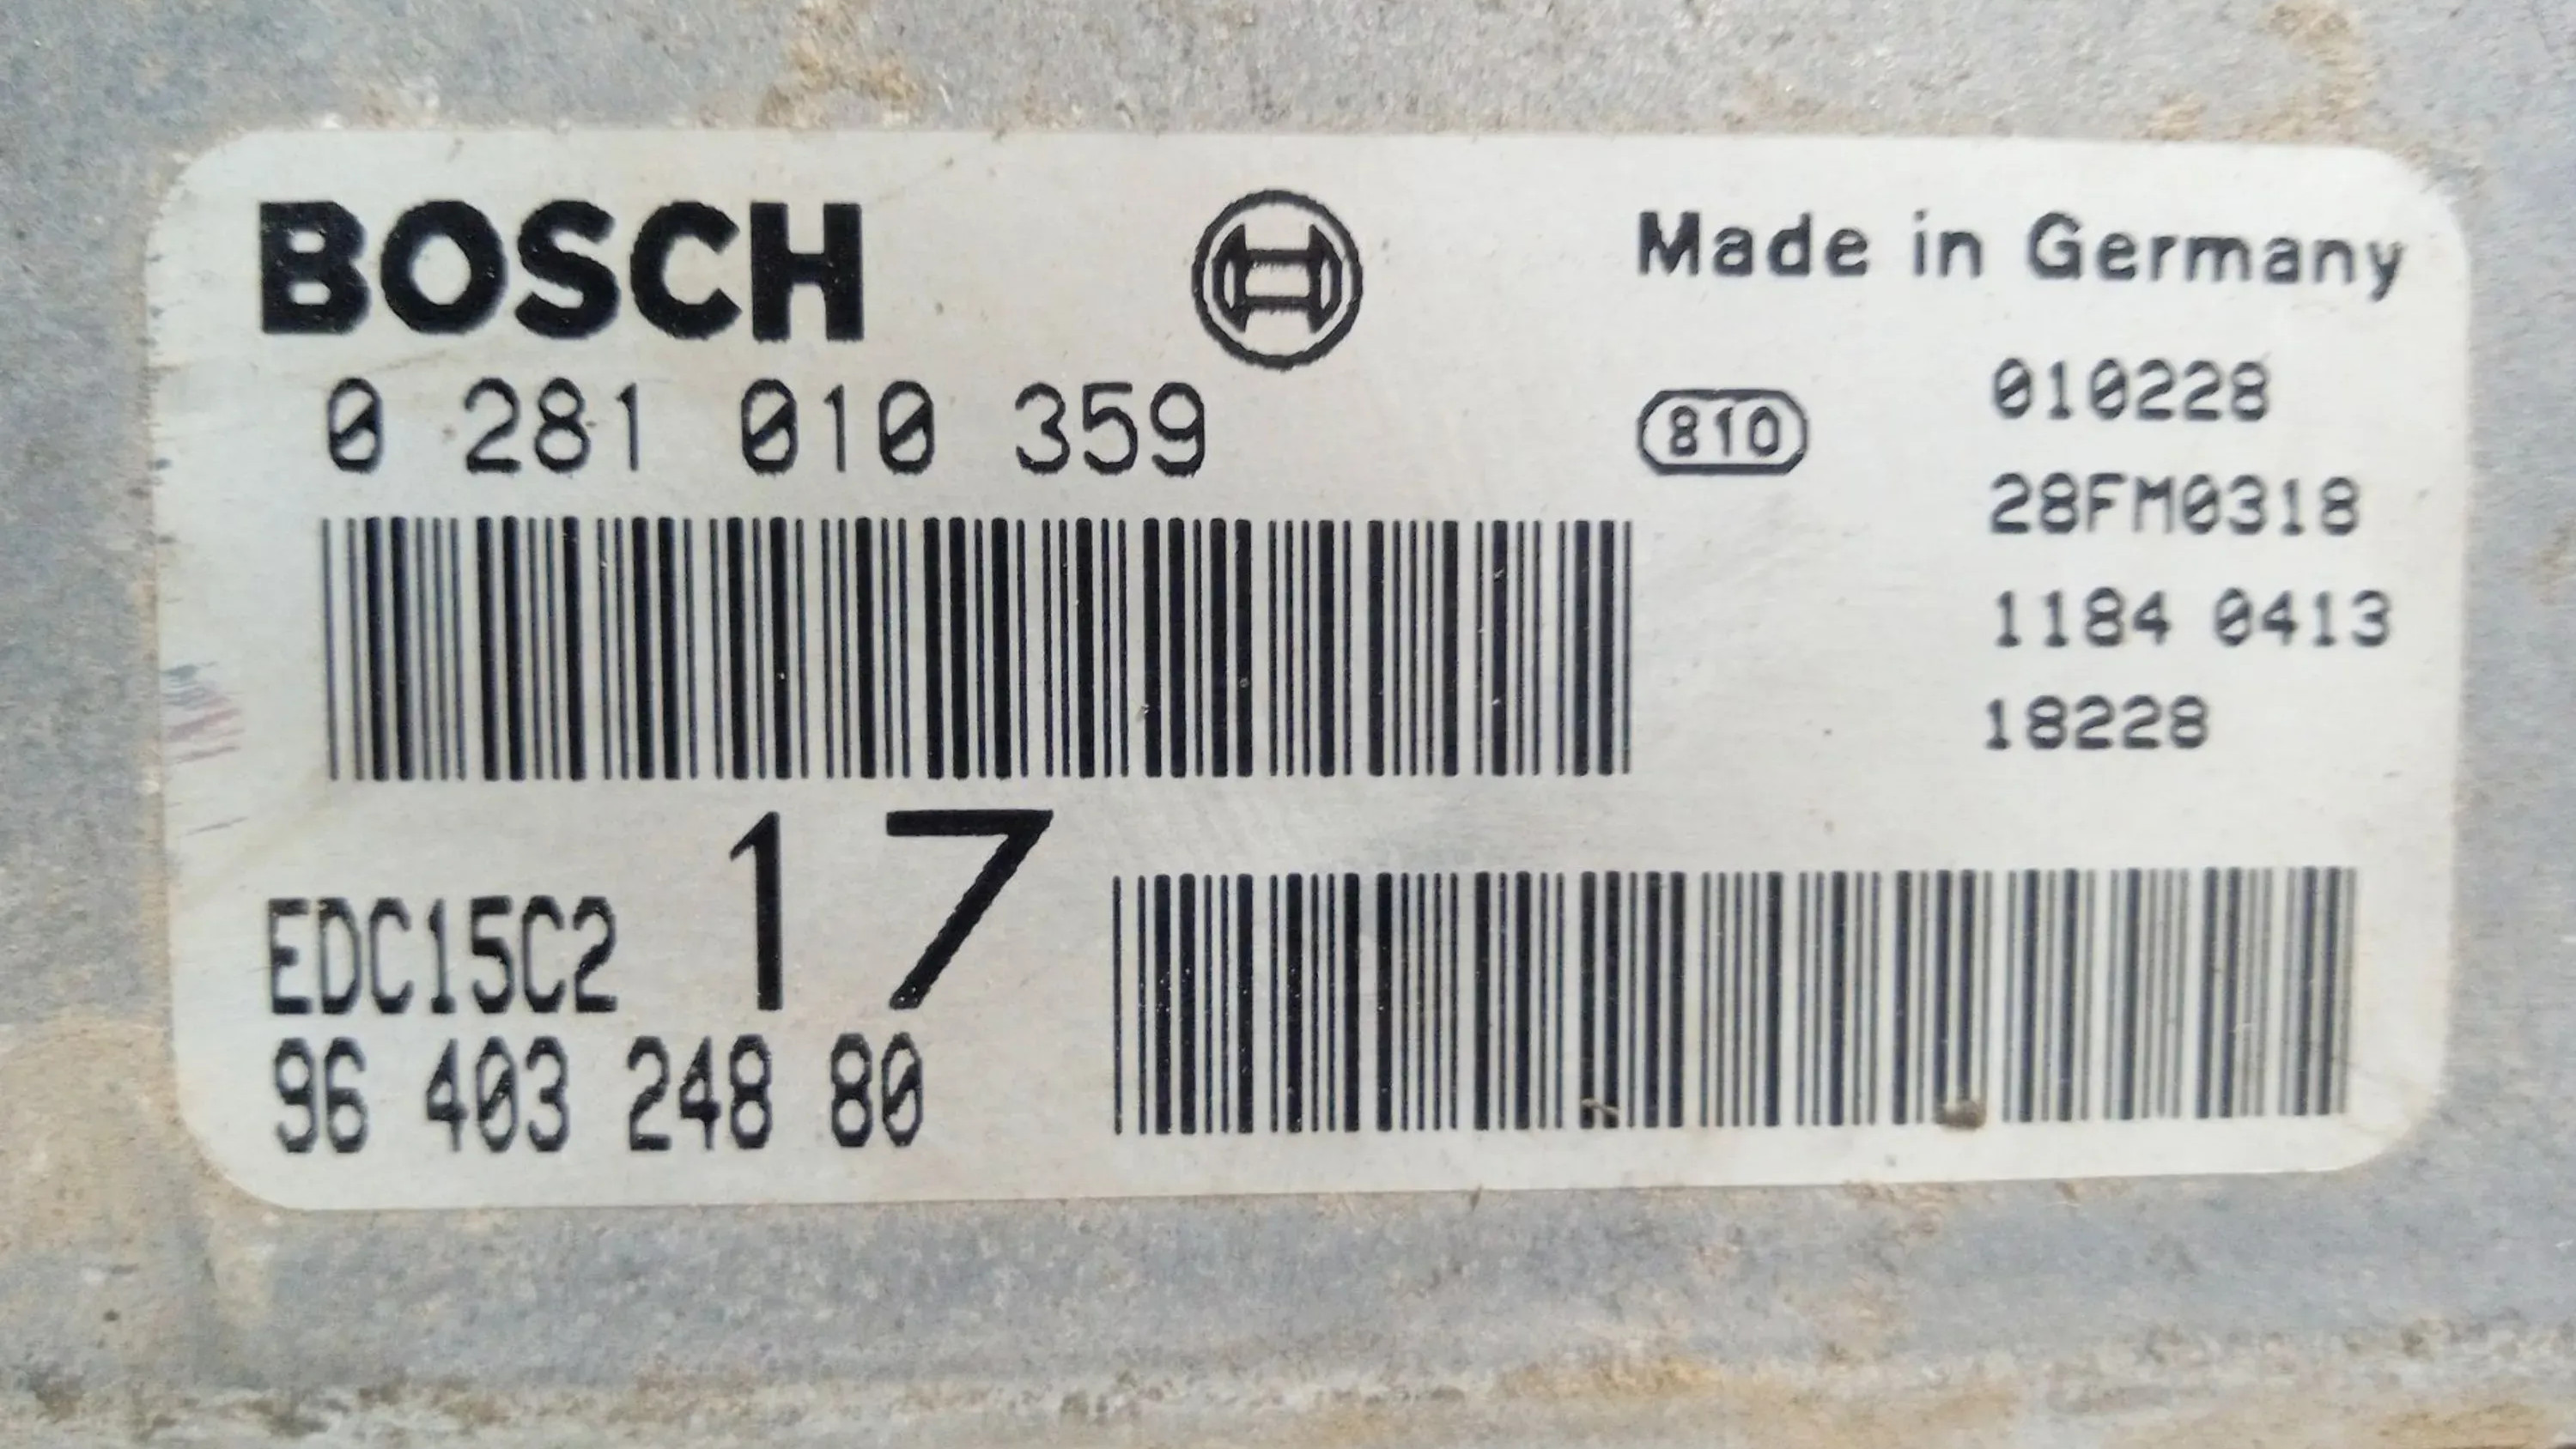 BOSCH
Made in Germany
0 281 010 359
810
010228
28FM0318
1184 0413
18228
EDC15C2
17
96 403 248 80